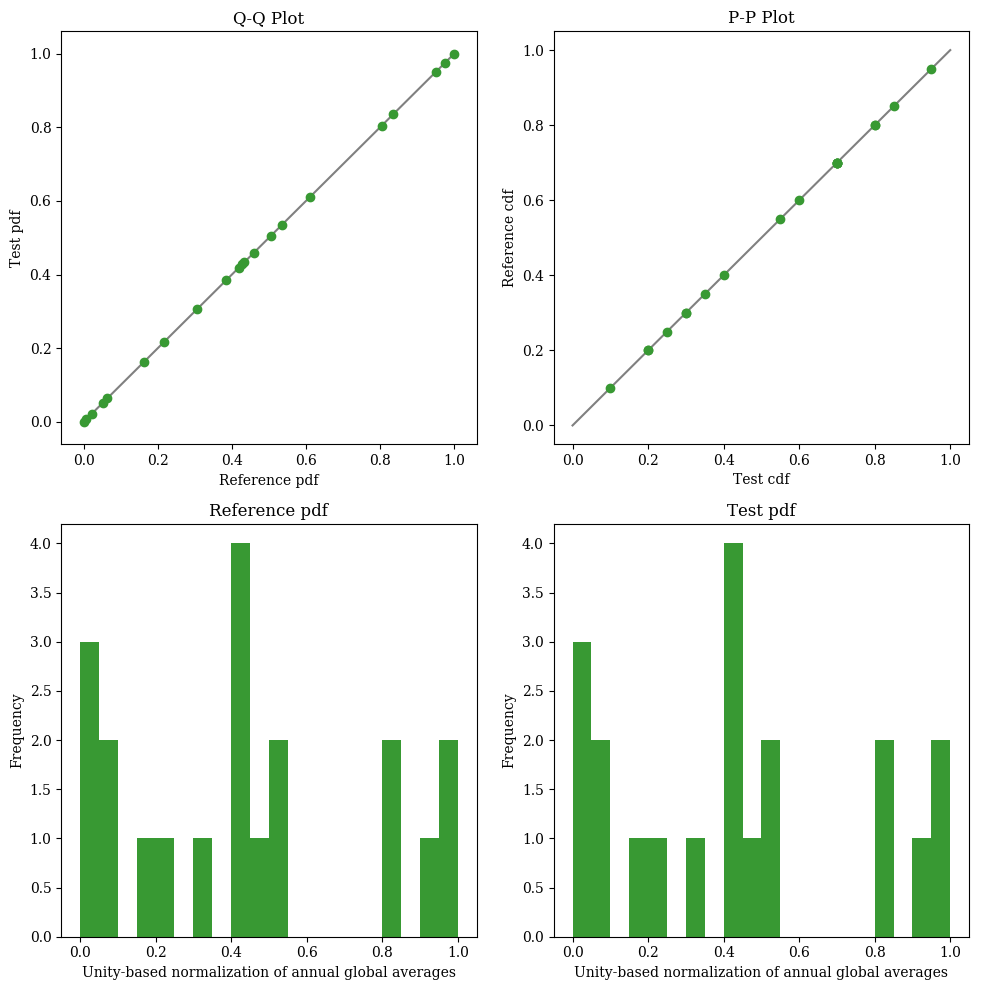 Q-Q Plot
Test pdf
1.0
0.8
0.6
0.4
0.2
0.0
0.0 0.2 0.4 0.6 0.8 1.0
Reference pdf
P-P Plot
Reference cdf
1.0
0.8
0.6
0.4
0.2
0.0
0.0 0.2 0.4 0.6 0.8 1.0
Test cdf
Reference pdf
Frequency
4.0
3.5
3.0
2.5
2.0
1.5
1.0
0.5
0.0
0.0 0.2 0.4 0.6 0.8 1.0
Unity-based normalization of annual global averages
Test pdf
Frequency
4.0
3.5
3.0
2.5
2.0
1.5
1.0
0.5
0.0
0.0 0.2 0.4 0.6 0.8 1.0
Unity-based normalization of annual global averages